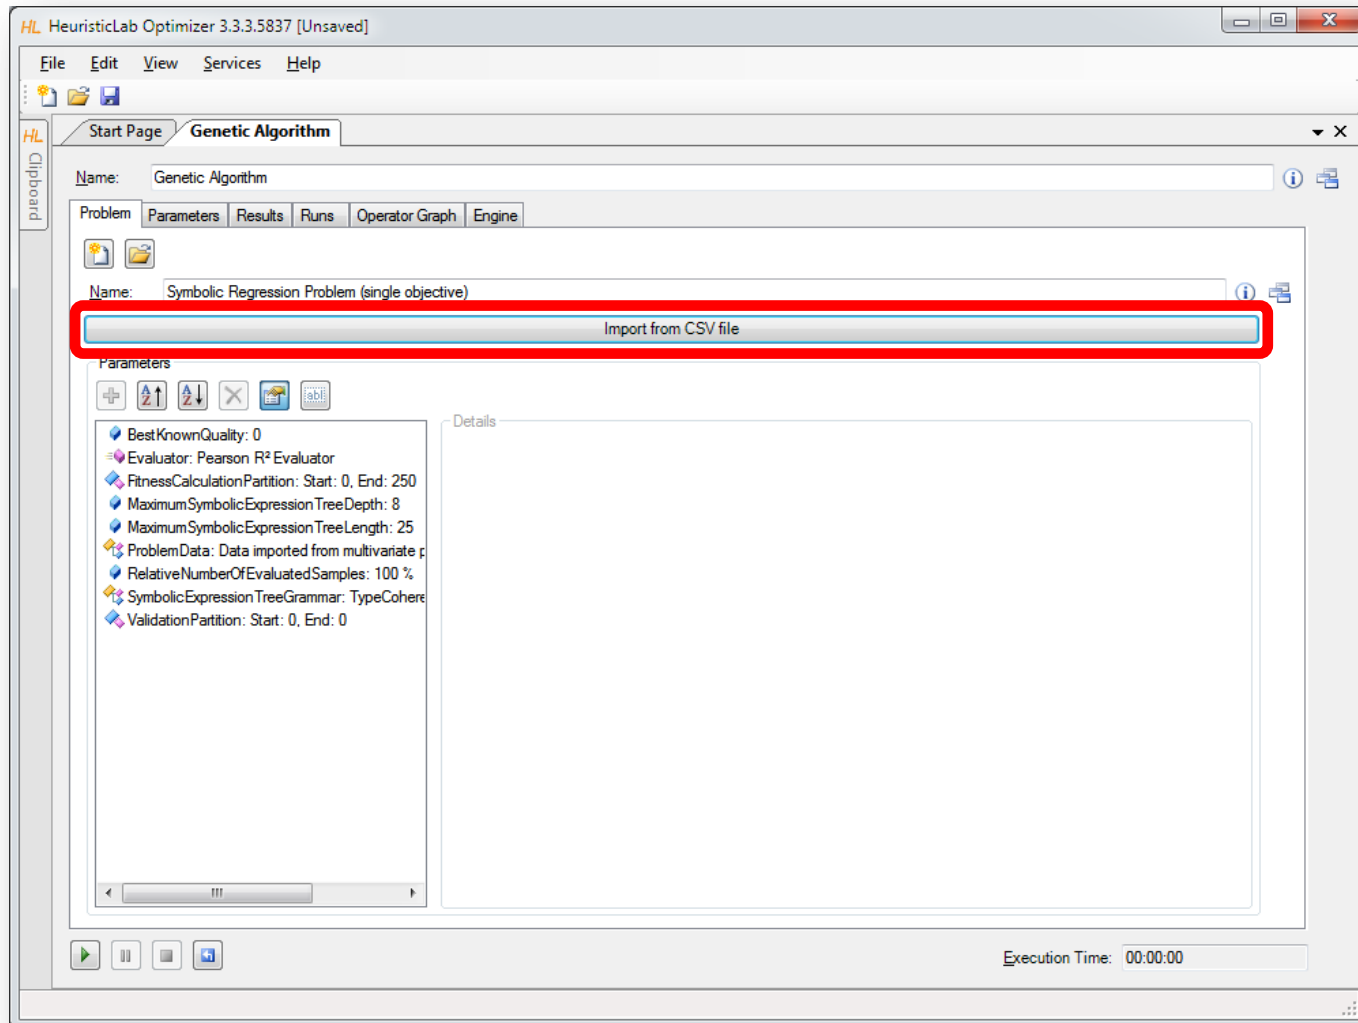 HL HeuristicLab Optimizer 3.3.3.5837 [Unsaved]
File Edit View Services Help
HL Clipboard
Start Page Genetic Algorithm
Name: Genetic Algorithm
Problem Parameters Results Runs Operator Graph Engine
Name: Symbolic Regression Problem (single objective)
Import from CSV file
Parameters
Details
BestKnownQuality: 0
Evaluator: Pearson R² Evaluator
FitnessCalculationPartition: Start: 0, End: 250
MaximumSymbolicExpressionTreeDepth: 8
MaximumSymbolicExpressionTreeLength: 25
ProblemData: Data imported from multivariate p
RelativeNumberOfEvaluatedSamples: 100 %
SymbolicExpressionTreeGrammar: TypeCohere
ValidationPartition: Start: 0, End: 0
Execution Time: 00:00:00